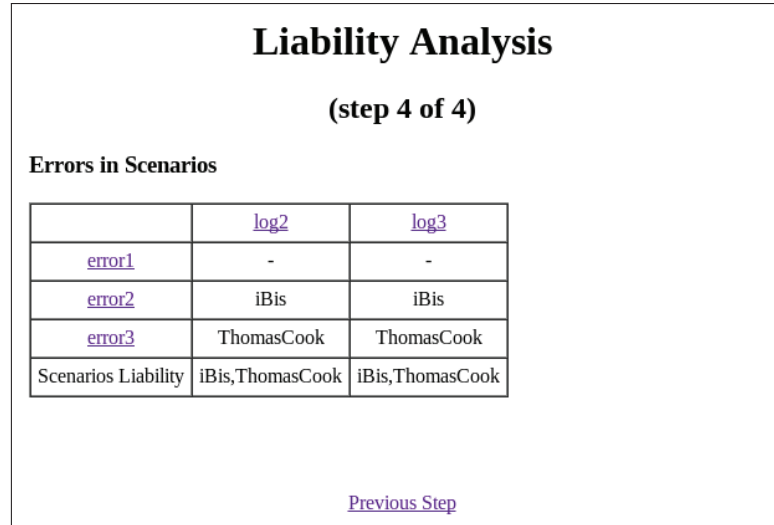 Liability Analysis
(step 4 of 4)
Errors in Scenarios
log2 log3
error1 - -
error2 iBis iBis
error3 ThomasCook ThomasCook
Scenarios Liability iBis,ThomasCook iBis,ThomasCook
Previous Step